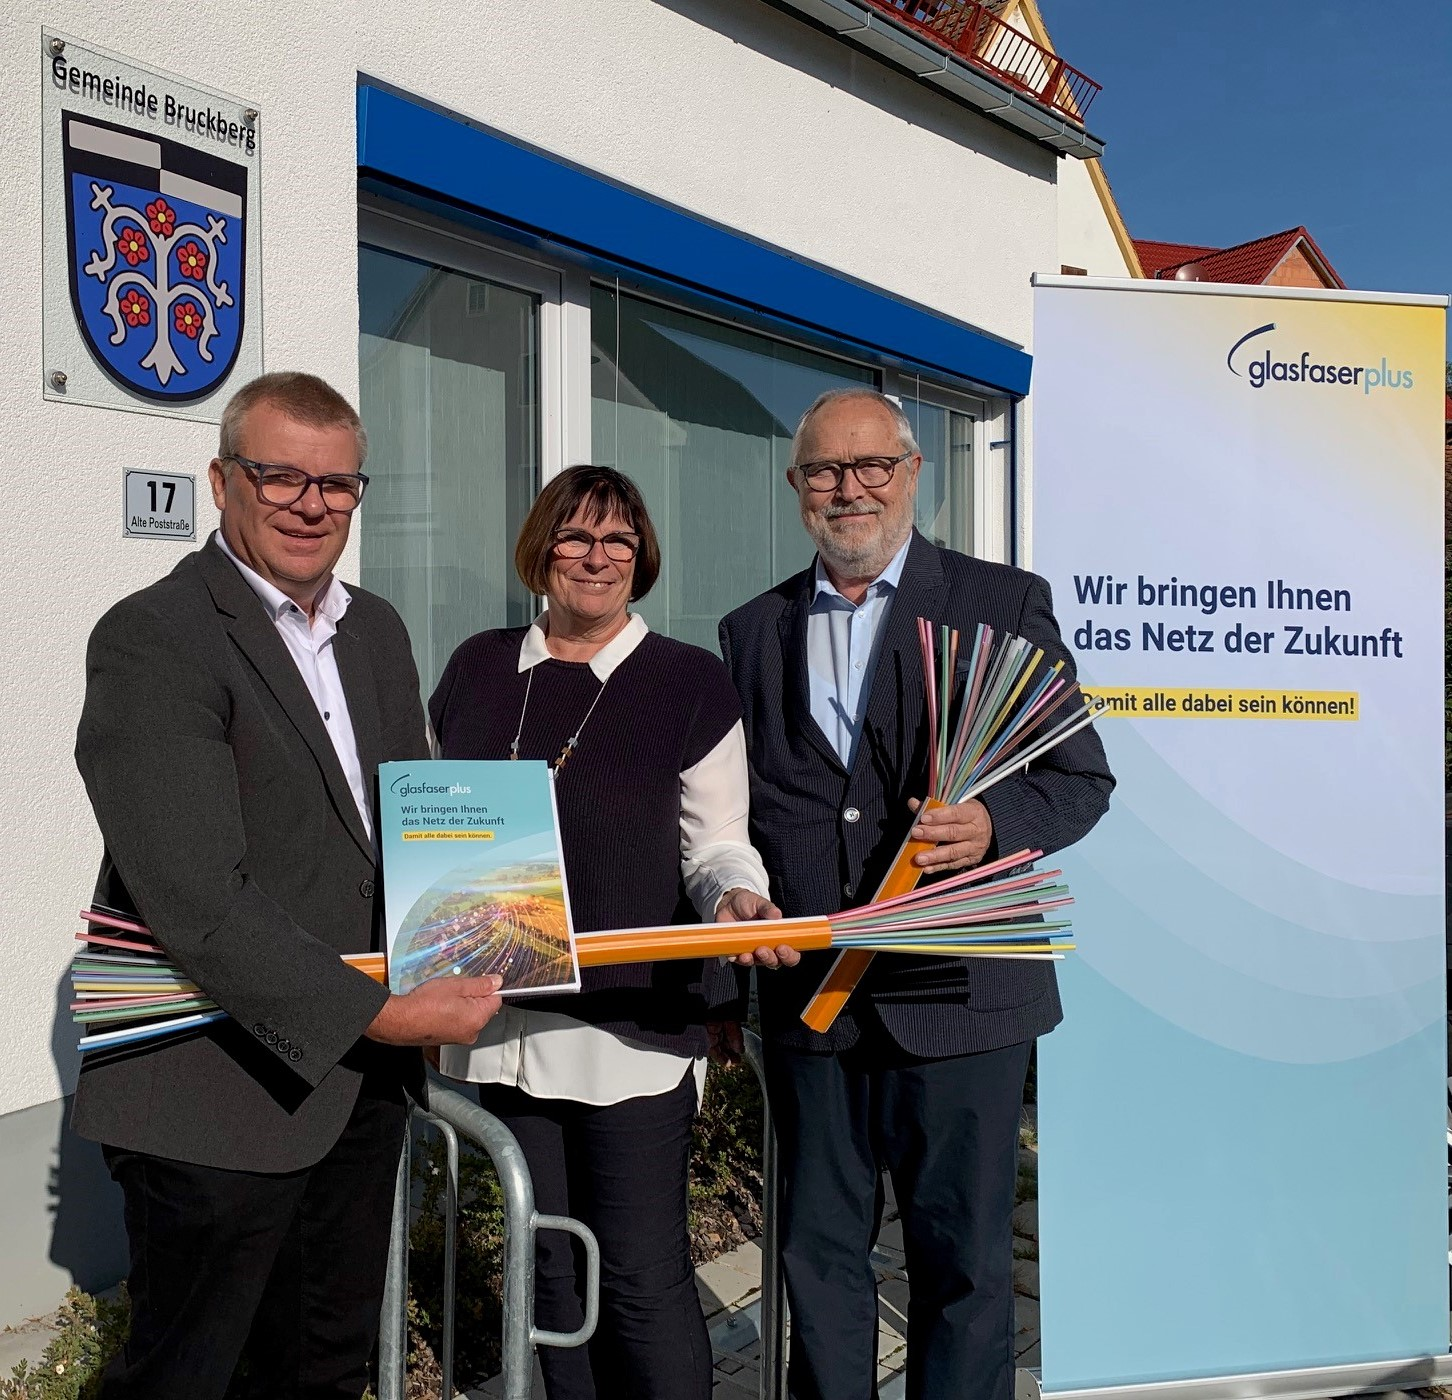 Gemeinde Bruckberg
17
Alte Poststraße
glasfaserplus
Wir bringen Ihnen
das Netz der Zukunft
Damit alle dabei sein können!
glasfaserplus
Wir bringen Ihnen
das Netz der Zukunft
Damit alle dabei sein können.